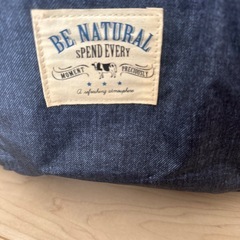 BE NATURAL
SPEND EVERY
MOMENT PRECIOUSLY
A refreshing atmosphere